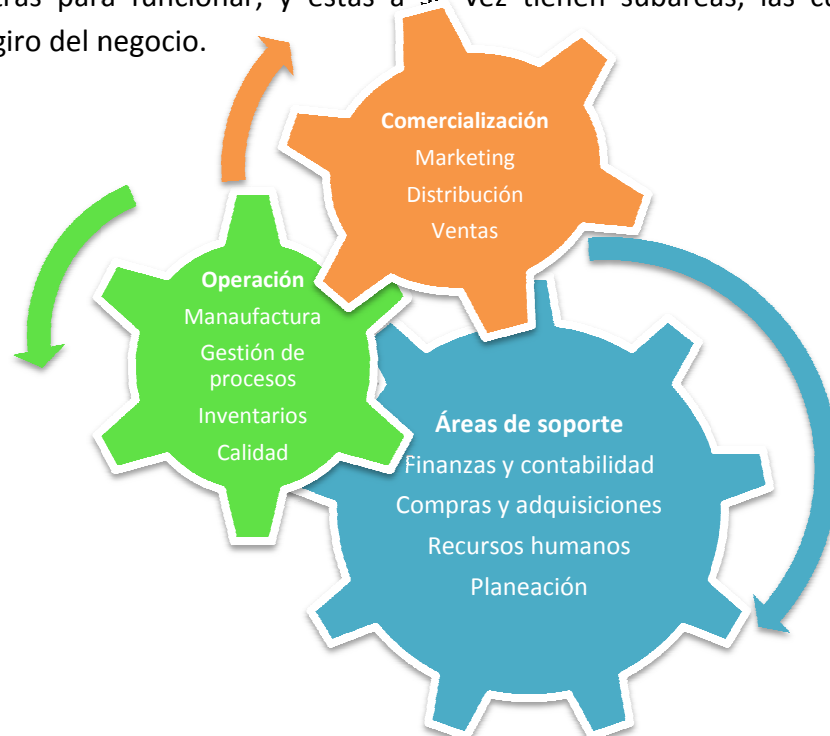 para funcionar, y estas a su vez tienen subáreas, las
giro del negocio.
Comercialización
Marketing
Distribución
Ventas
Operación
Manaufactura
Gestión de
procesos
Inventarios
Calidad
Áreas de soporte
Finanzas y contabilidad
Compras y adquisiciones
Recursos humanos
Planeación